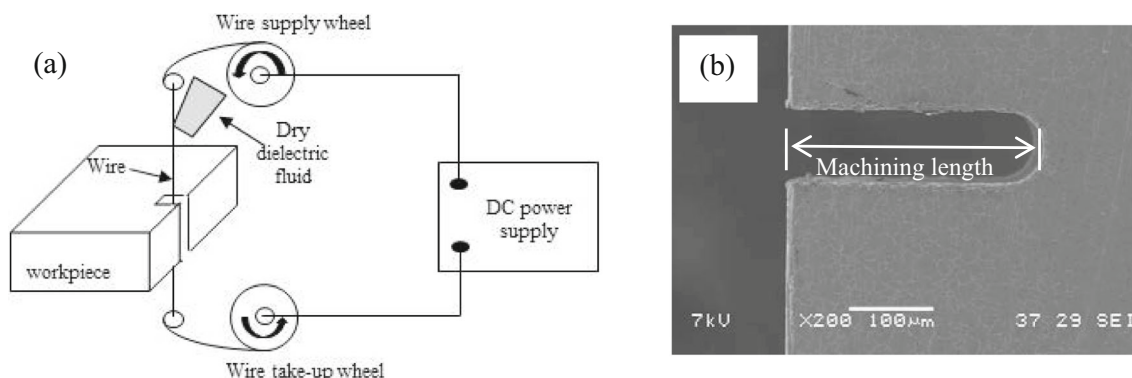 (a)
Wire supply wheel
Dry
dielectric
fluid
Wire
workpiece
DC power
supply
Wire take-up wheel
(b)
Machining length
7kV X200 100μm 37 29 SEI